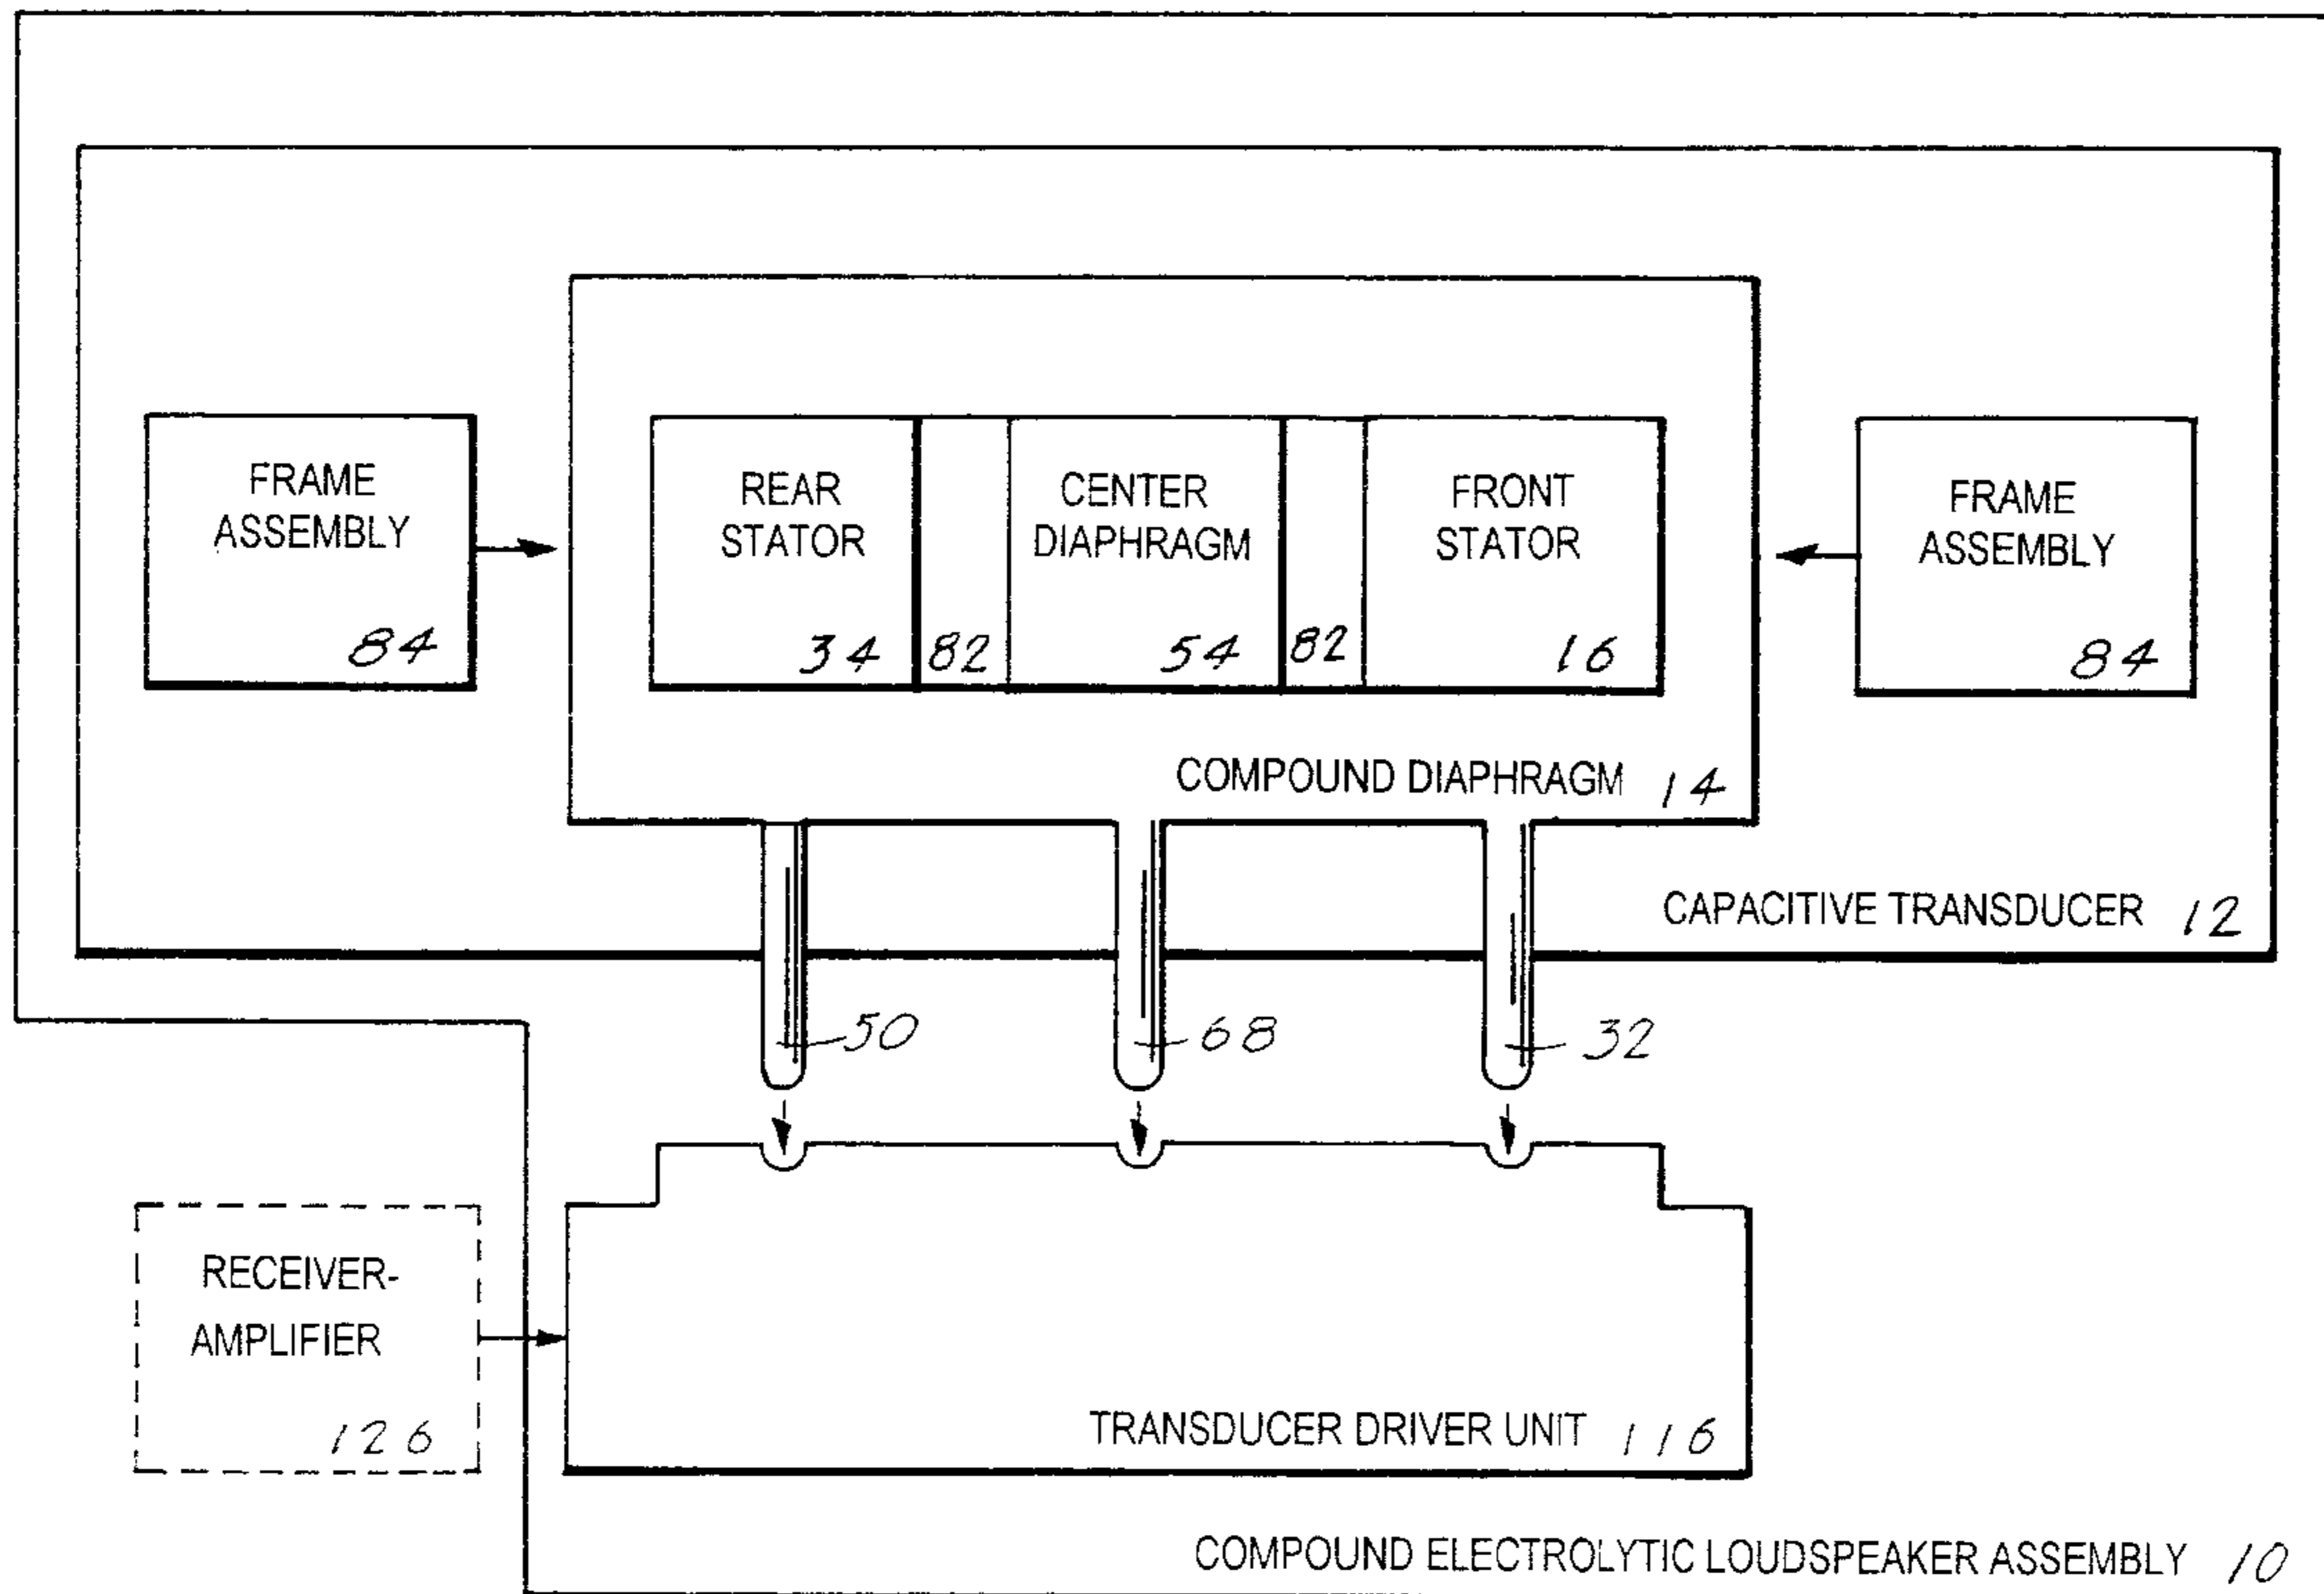 FRAME
ASSEMBLY
84
REAR
STATOR
34
82
CENTER
DIAPHRAGM
54
82
FRONT
STATOR
16
FRAME
ASSEMBLY
84
COMPOUND DIAPHRAGM 14
CAPACITIVE TRANSDUCER 12
50
68
32
RECEIVER-
AMPLIFIER
126
TRANSDUCER DRIVER UNIT 116
COMPOUND ELECTROLYTIC LOUDSPEAKER ASSEMBLY 10